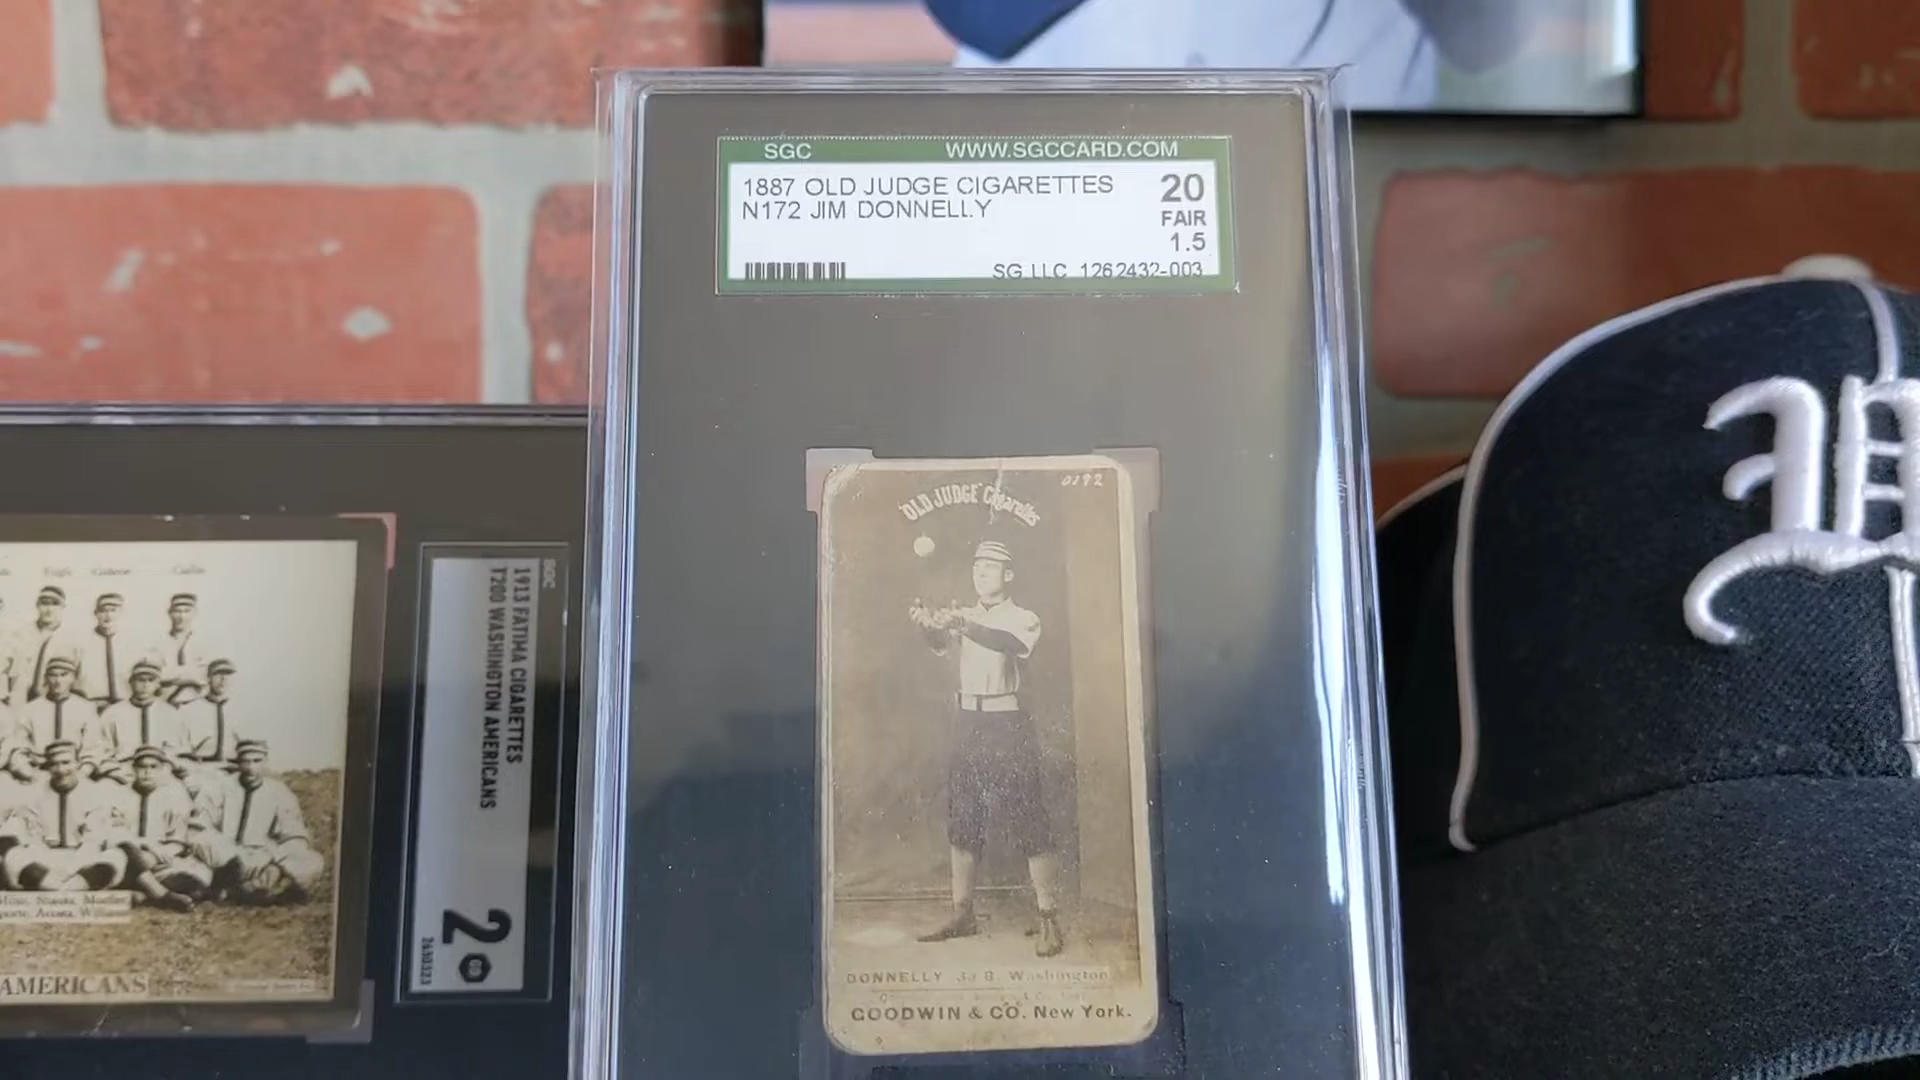 SGC WWW.SGCCARD.COM
1887 OLD JUDGE CIGARETTES 20
N172 JIM DONNELLY FAIR
1.5
SG LLC 1262432-003
0192
OLD JUDGE Cigarettes
DONNELLY 3d B. Washington
GOODWIN & CO. New York.
SGC
1913 FATIMA CIGARETTES
T200 WASHINGTON AMERICANS
2
GD
AMERICANS